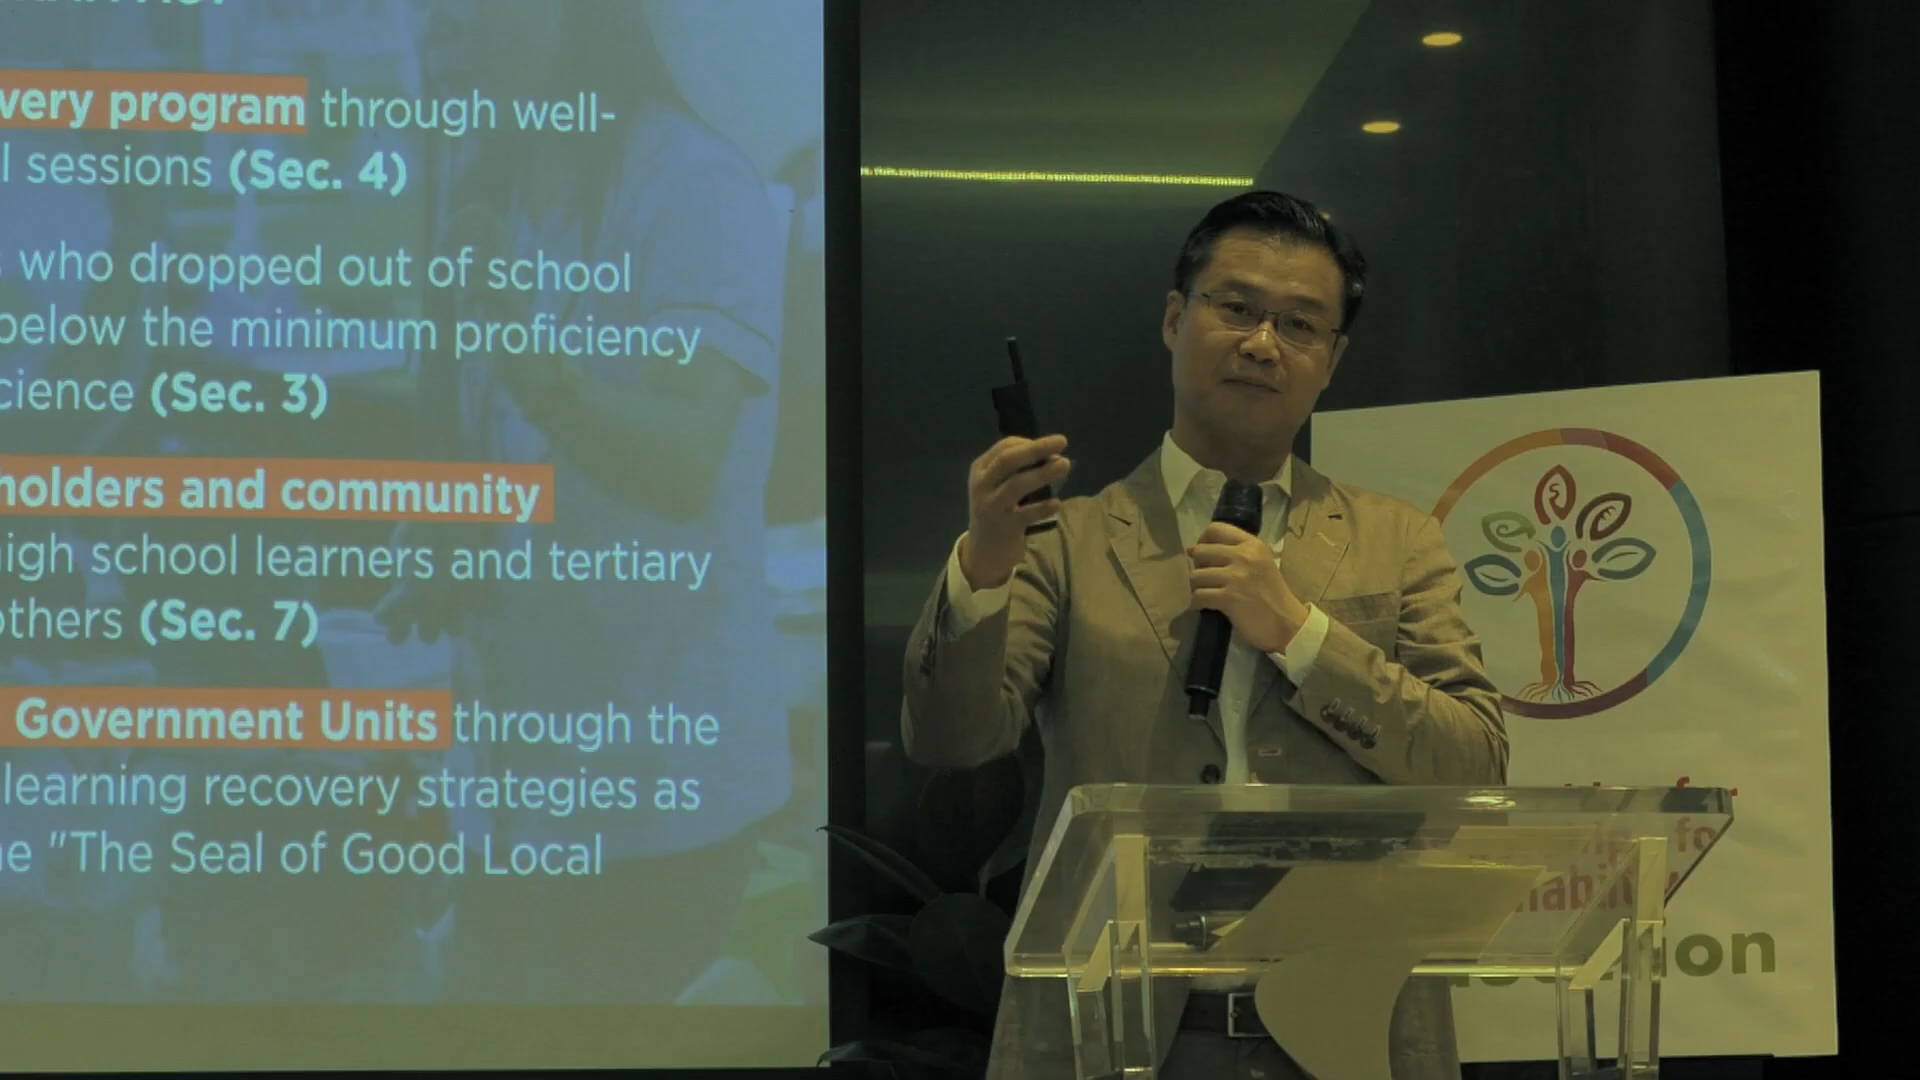 very program through well-
l sessions (Sec. 4)
who dropped out of school
below the minimum proficiency
cience (Sec. 3)
holders and community
igh school learners and tertiary
others (Sec. 7)
Government Units through the
learning recovery strategies as
e "The Seal of Good Local